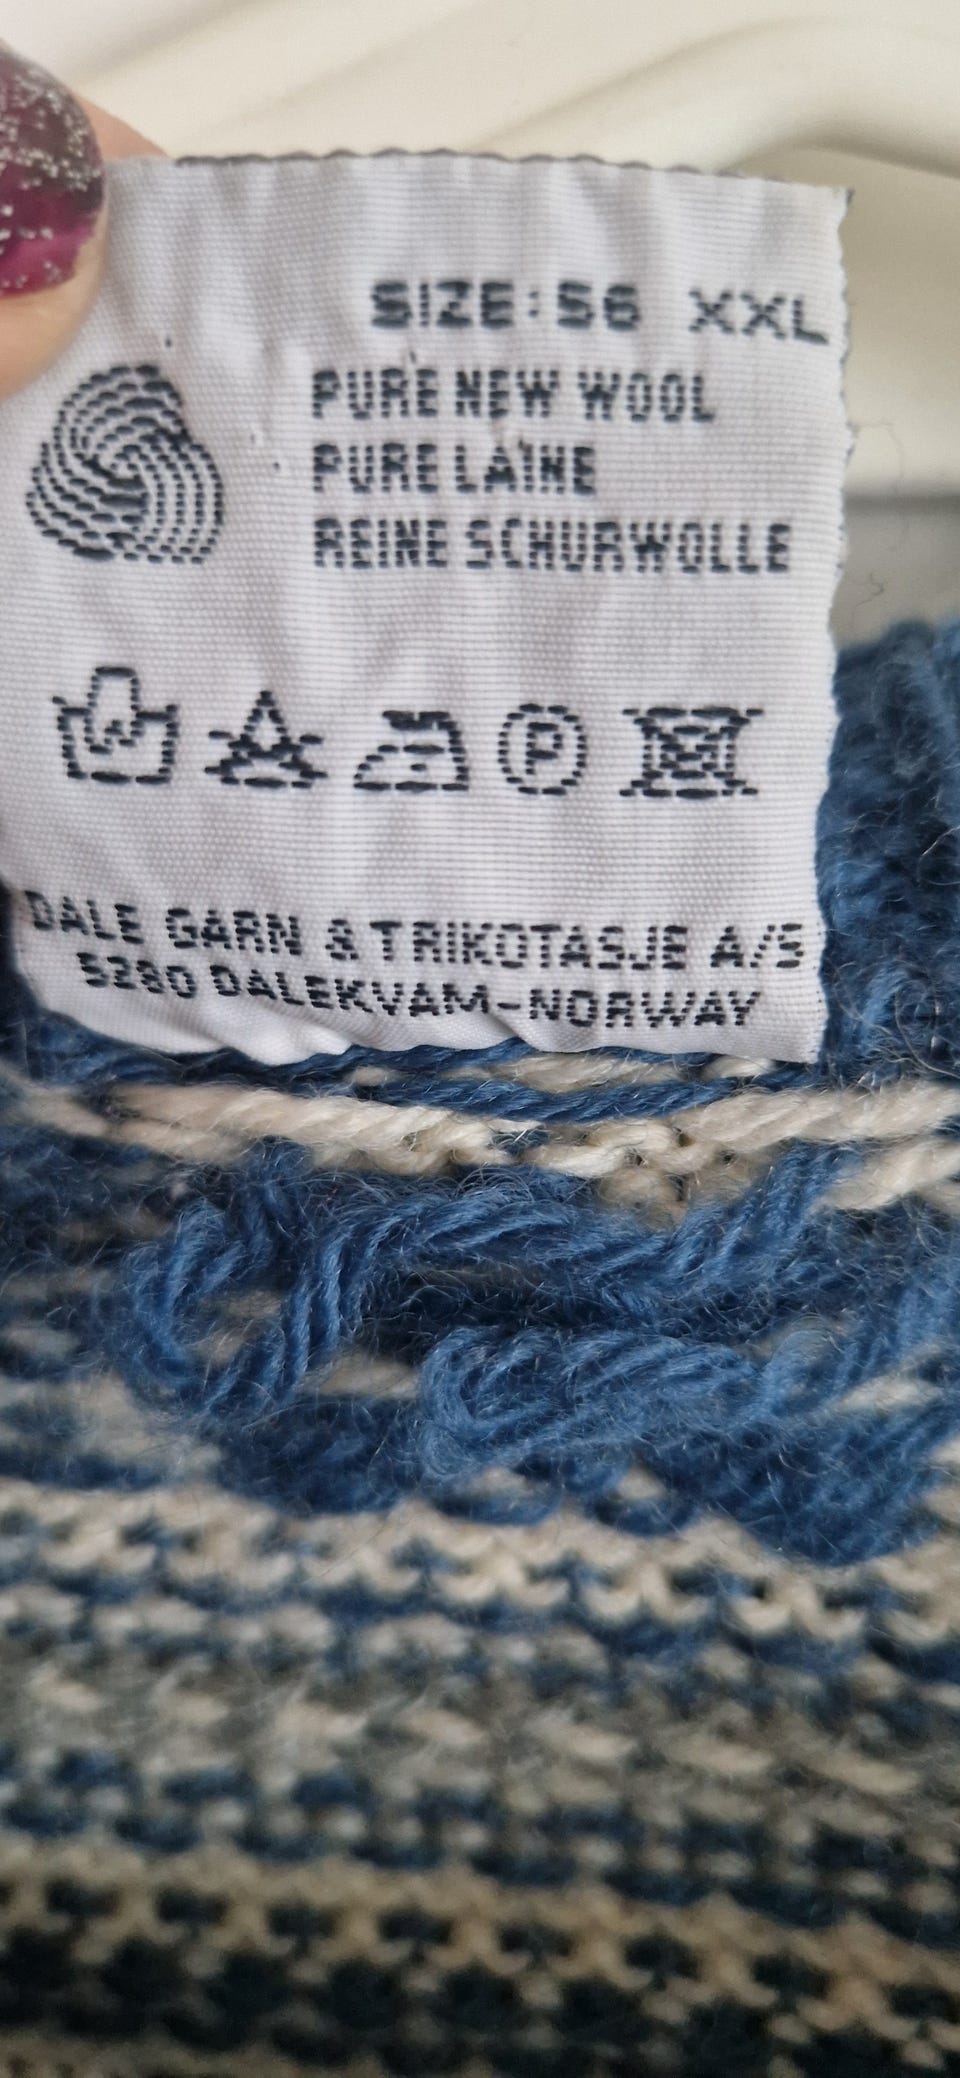 SIZE: 56 XXL
PURE NEW WOOL
PURE LAINE
REINE SCHURWOLLE
P
DALE GARN & TRIKOTASJE A/S
5280 DALEKVAM-NORWAY